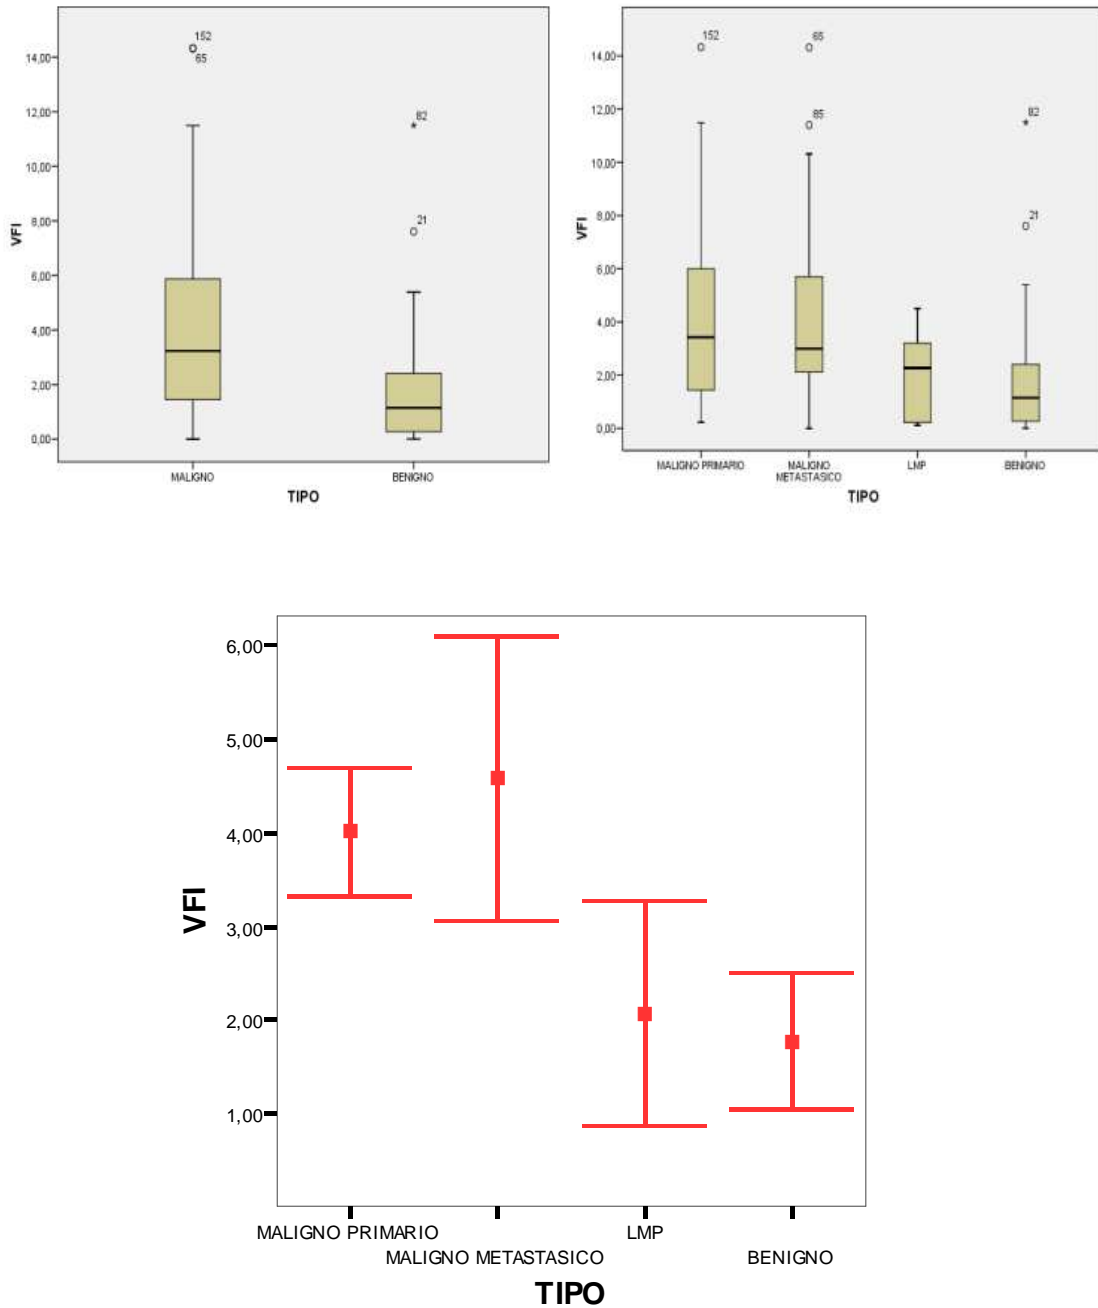 152
65
14,00
12,00
10,00
8,00
6,00
4,00
2,00
0,00
VFI
82
21
MALIGNO
BENIGNO
TIPO
152
65
85
82
21
14,00
12,00
10,00
8,00
6,00
4,00
2,00
0,00
VFI
MALIGNO PRIMARIO
MALIGNO
METASTASICO
LMP
BENIGNO
TIPO
6,00
5,00
4,00
3,00
2,00
1,00
VFI
MALIGNO PRIMARIO
LMP
MALIGNO METASTASICO
BENIGNO
TIPO